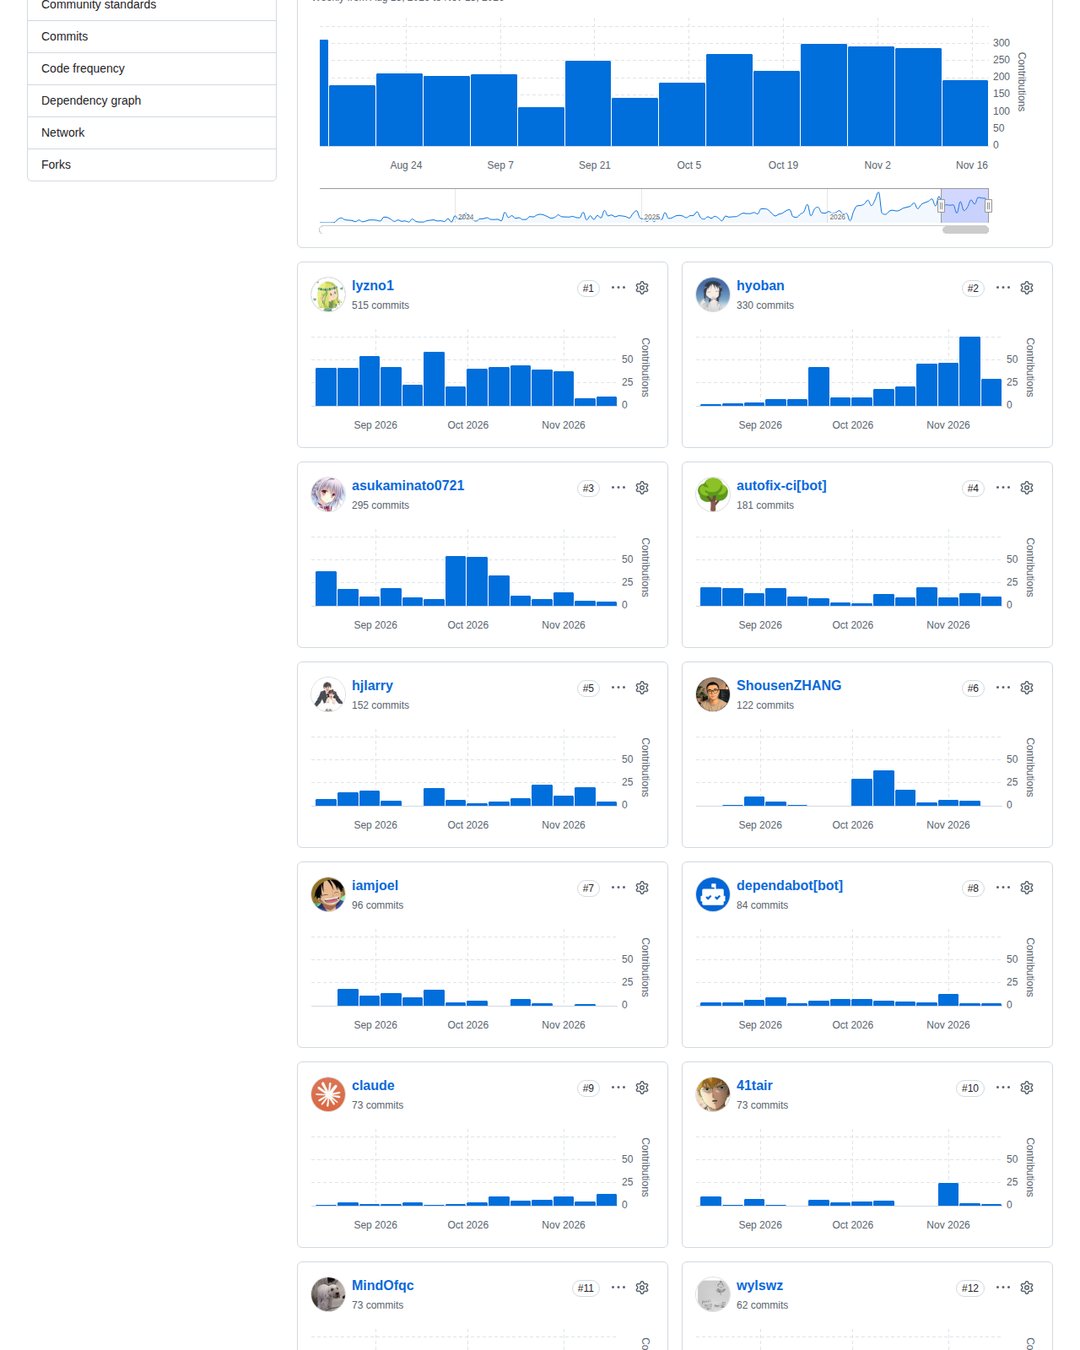 Community standards
Commits
Code frequency
Dependency graph
Network
Forks
300
250
200
150
100
50
0
Contributions
Aug 24
Sep 7
Sep 21
Oct 5
Oct 19
Nov 2
Nov 16
2024
2025
2026
lyzno1
#1
515 commits
50
25
0
Contributions
Sep 2026
Oct 2026
Nov 2026
hyoban
#2
330 commits
50
25
0
Contributions
Sep 2026
Oct 2026
Nov 2026
asukaminato0721
#3
295 commits
50
25
0
Contributions
Sep 2026
Oct 2026
Nov 2026
autofix-ci[bot]
#4
181 commits
50
25
0
Contributions
Sep 2026
Oct 2026
Nov 2026
hjlarry
#5
152 commits
50
25
0
Contributions
Sep 2026
Oct 2026
Nov 2026
ShousenZHANG
#6
122 commits
50
25
0
Contributions
Sep 2026
Oct 2026
Nov 2026
iamjoel
#7
96 commits
50
25
0
Contributions
Sep 2026
Oct 2026
Nov 2026
dependabot[bot]
#8
84 commits
50
25
0
Contributions
Sep 2026
Oct 2026
Nov 2026
claude
#9
73 commits
50
25
0
Contributions
Sep 2026
Oct 2026
Nov 2026
41tair
#10
73 commits
50
25
0
Contributions
Sep 2026
Oct 2026
Nov 2026
MindOfqc
#11
73 commits
Co
wylswz
#12
62 commits
Co